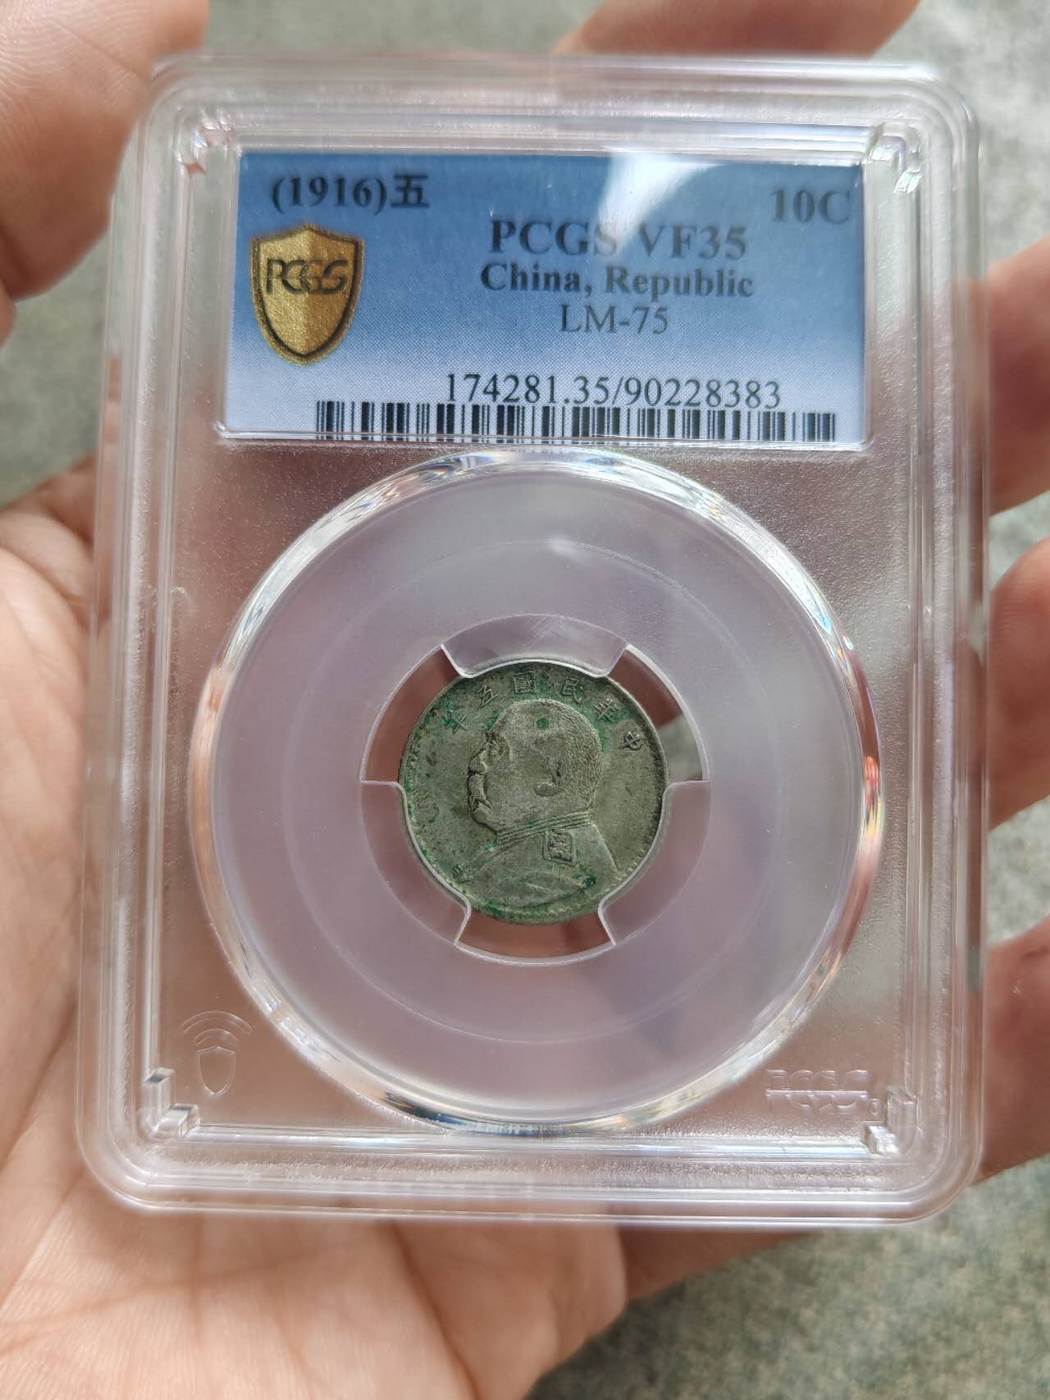 (1916)五 10C
PCGS
PCGS VF35
China, Republic
LM-75
174281.35/90228383
中華民國五年
PCGS